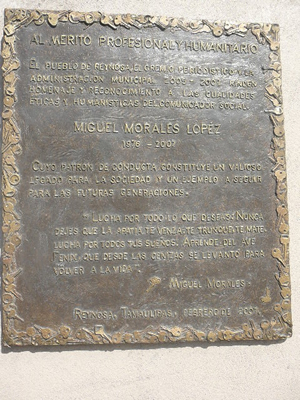 AL MERITO PROFESIONAL Y HUMANITARIO
EL PUEBLO DE REYNOSA, EL GREMIO PERIODISTICO Y LA
ADMINISTRACION MUNICIPAL 2005 - 2007 RINDEN
HOMENAJE Y RECONOCIMIENTO A LAS CUALIDADES
ETICAS Y HUMANISTICAS DEL COMUNICADOR SOCIAL
MIGUEL MORALES LOPEZ
1976 - 2007
CUYO PATRON DE CONDUCTA CONSTITUYE UN VALIOSO
LEGADO PARA LA SOCIEDAD Y UN EJEMPLO A SEGUIR
PARA LAS FUTURAS GENERACIONES.
"LUCHA POR TODO LO QUE DESEAS NUNCA
DEJES QUE LA APATIA TE VENZA, TE TRUNQUE, TE MATE
LUCHA POR TODOS TUS SUEÑOS. APRENDE DEL AVE
FENIX, QUE DESDE LAS CENIZAS SE LEVANTO PARA
VOLVER A LA VIDA".
MIGUEL MORALES
REYNOSA, TAMAULIPAS, FEBRERO DE 2007